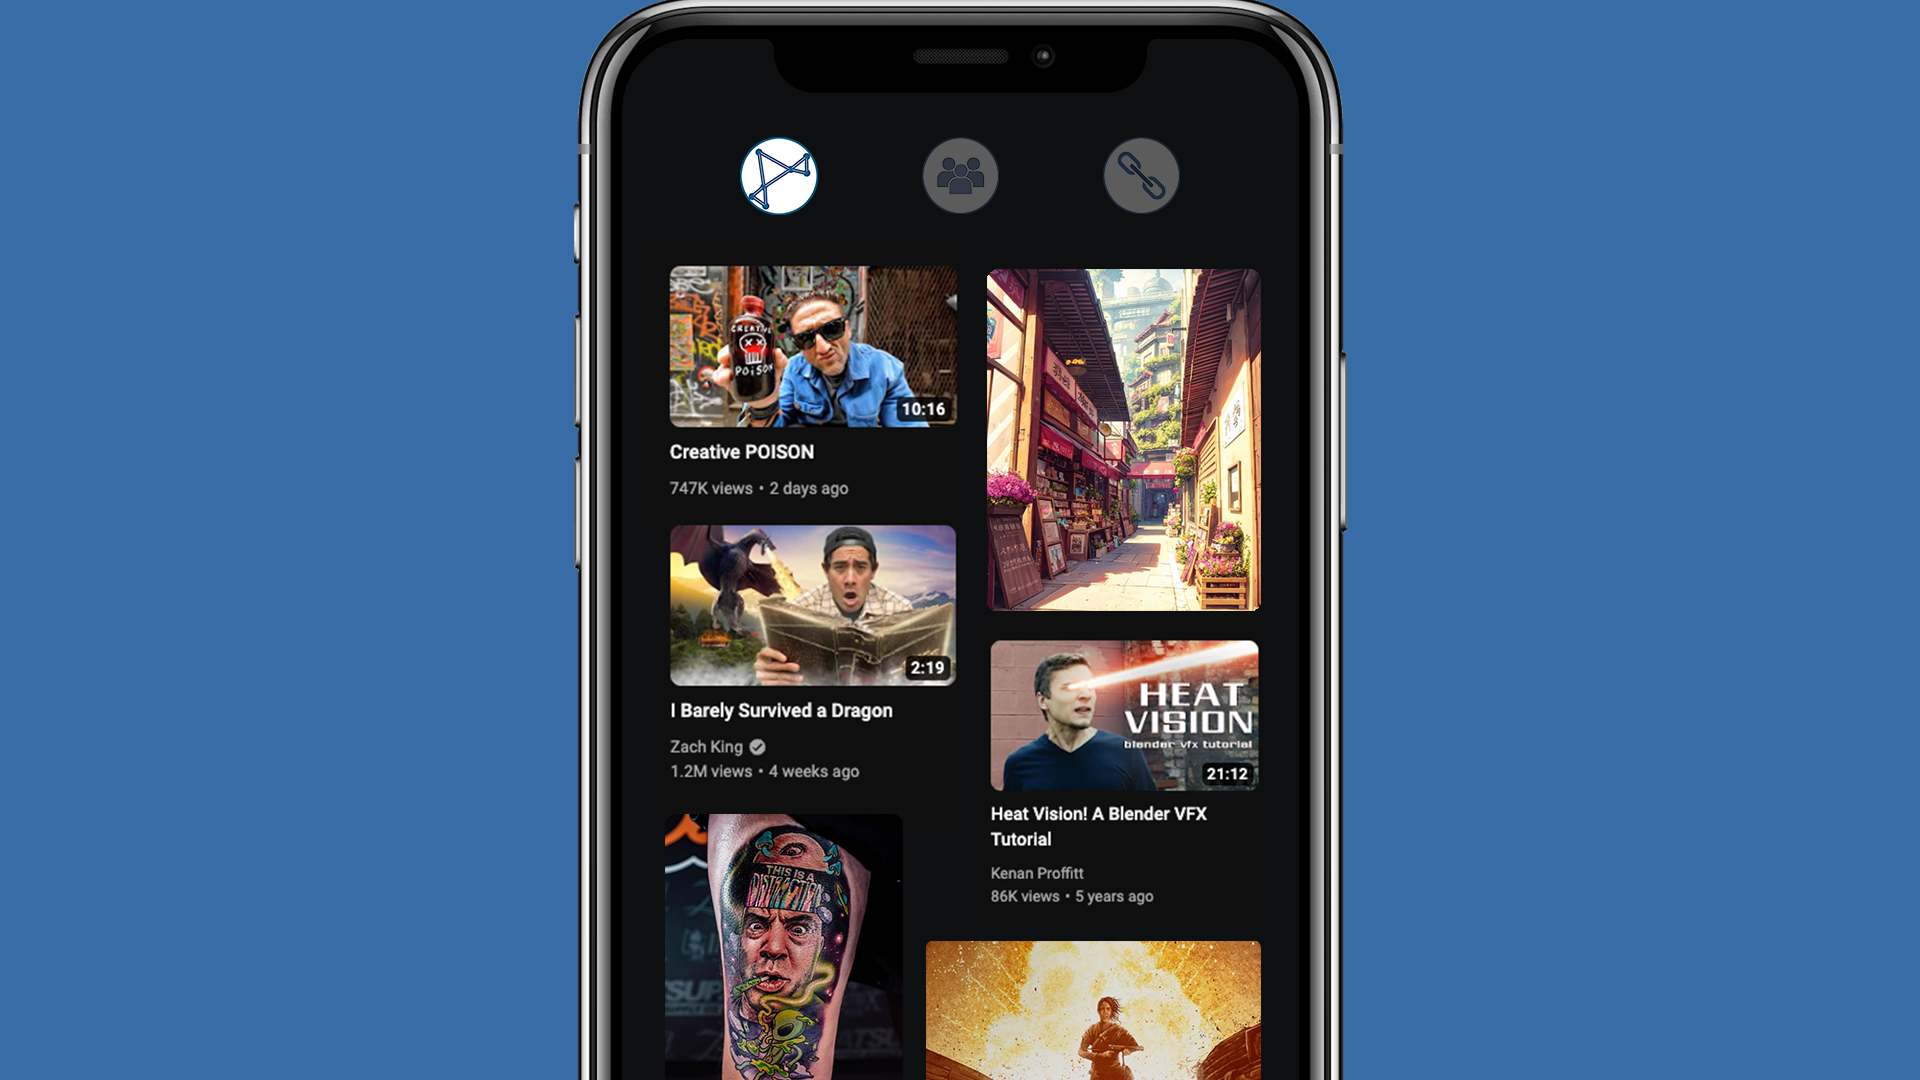 CREATIVE
POISON
10:16
Creative POISON
747K views • 2 days ago
2:19
I Barely Survived a Dragon
Zach King
1.2M views • 4 weeks ago
HEAT
VISION
blender vfx tutorial
21:12
Heat Vision! A Blender VFX
Tutorial
Kenan Proffitt
86K views • 5 years ago
THIS IS A